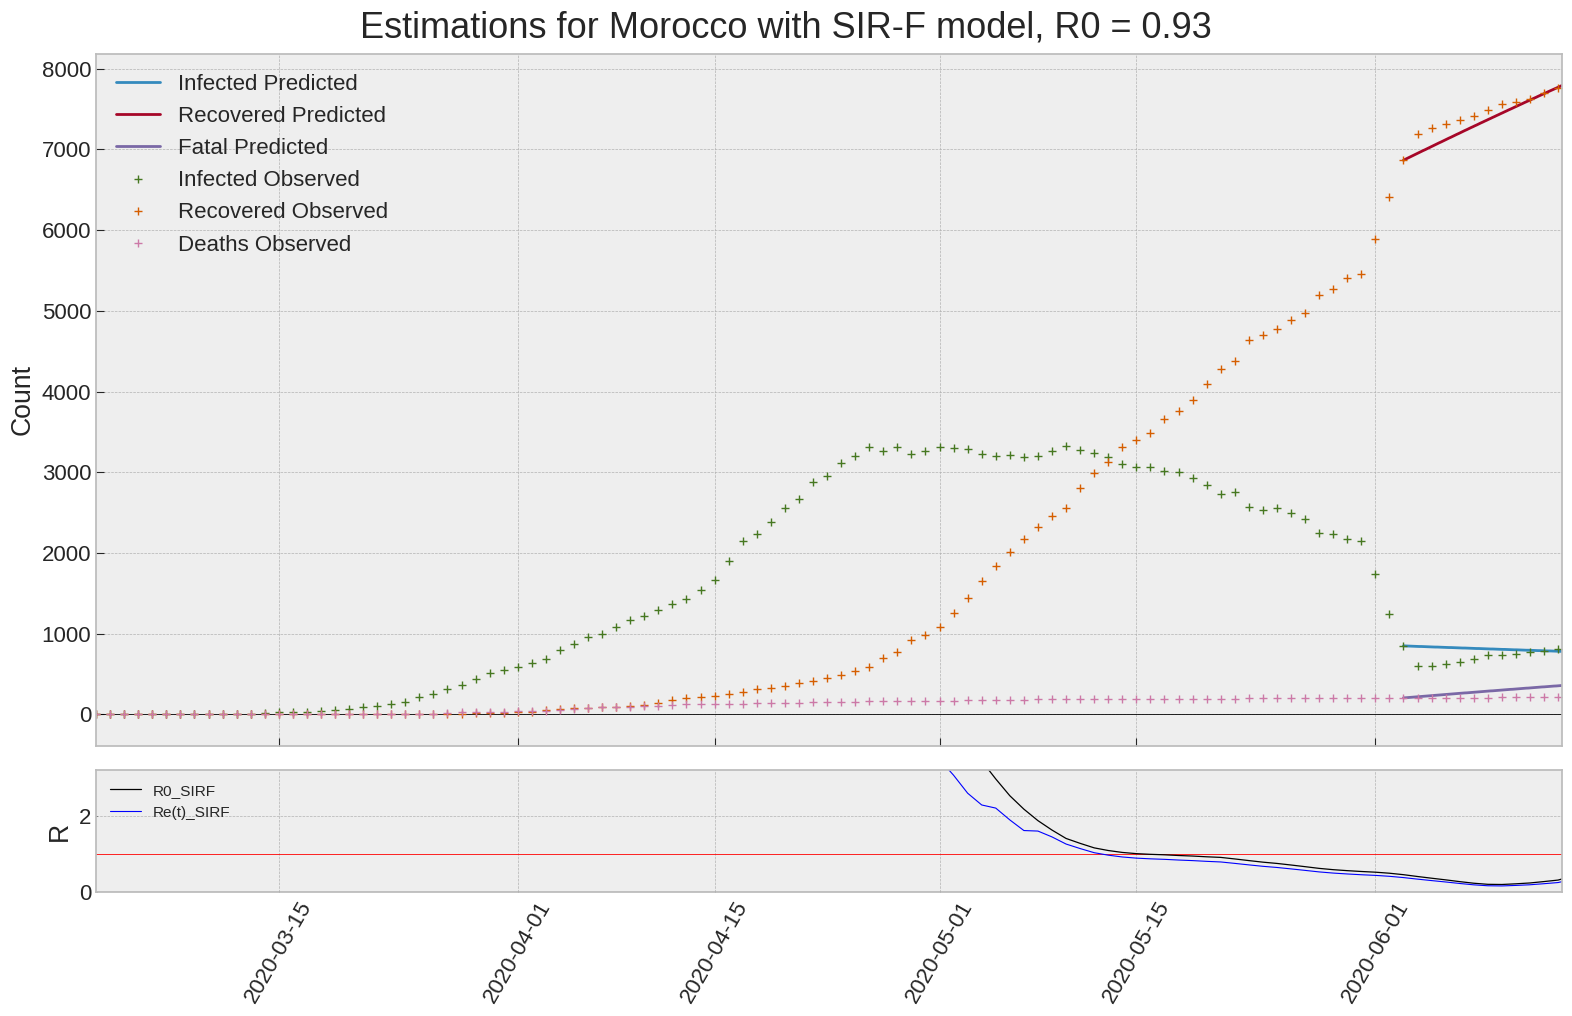 Estimations for Morocco with SIR-F model, R0 = 0.93
Count
8000
7000
6000
5000
4000
3000
2000
1000
0
Infected Predicted
Recovered Predicted
Fatal Predicted
Infected Observed
Recovered Observed
Deaths Observed
R
2
0
R0_SIRF
Re(t)_SIRF
2020-03-15
2020-04-01
2020-04-15
2020-05-01
2020-05-15
2020-06-01